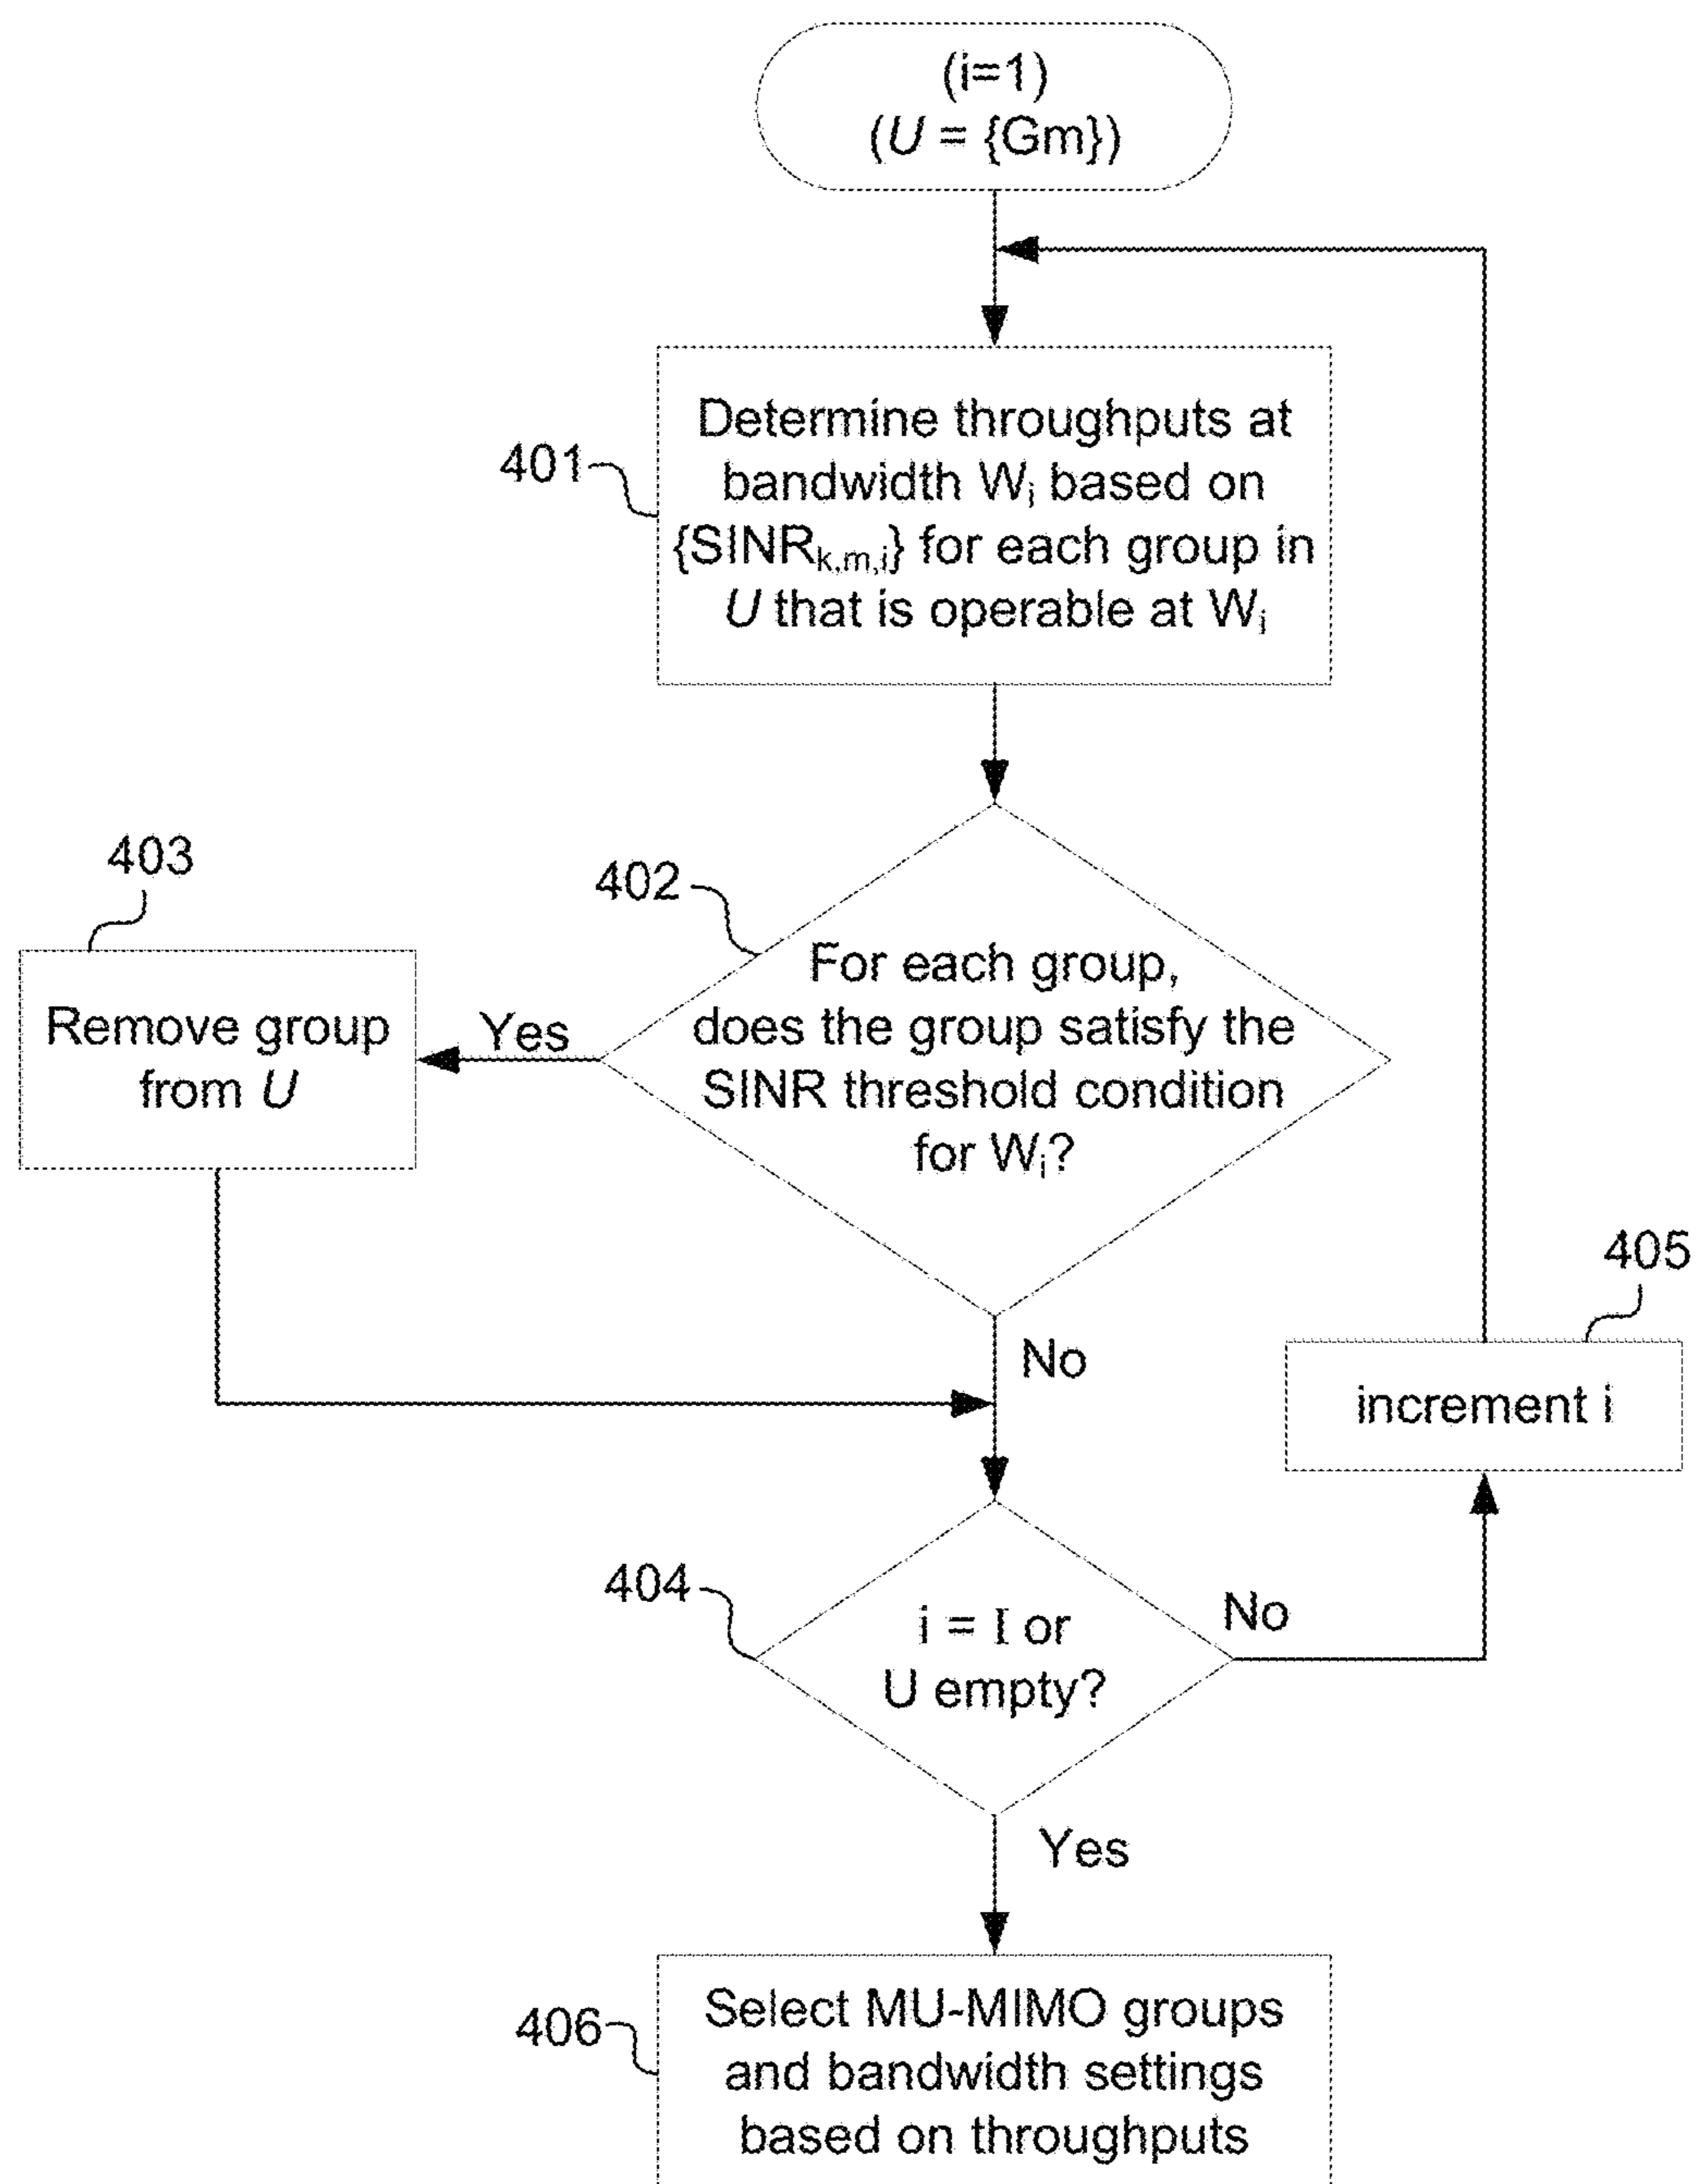 (i=1)
(U = {Gm})
401
Determine throughputs at
bandwidth Wi based on
{SINRk,m,i} for each group in
U that is operable at Wi
403
402
Remove group
from U
Yes
For each group,
does the group satisfy the
SINR threshold condition
for Wi?
405
No
increment i
404
i = I or
U empty?
No
Yes
406
Select MU-MIMO groups
and bandwidth settings
based on throughputs